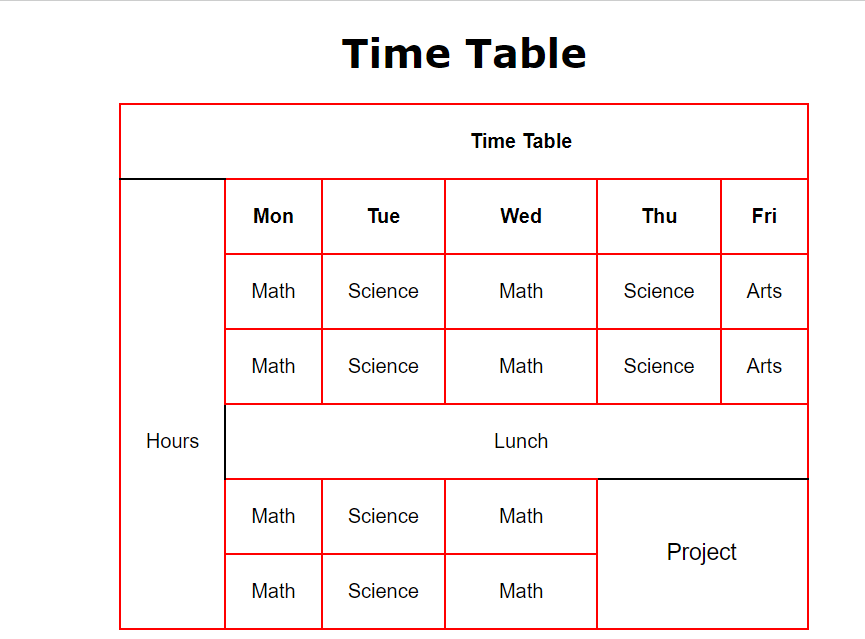 Time Table
Time Table
Mon Tue Wed Thu Fri
Math Science Math Science Arts
Math Science Math Science Arts
Hours Lunch
Math Science Math
Project
Math Science Math